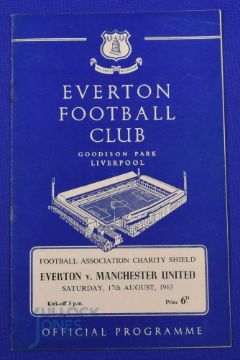 EVERTON
FOOTBALL
CLUB
GOODISON PARK
LIVERPOOL
FOOTBALL ASSOCIATION CHARITY SHIELD
EVERTON v. MANCHESTER UNITED
SATURDAY, 17th AUGUST, 1963
Kick-off 3 p.m.
Price 6D
OFFICIAL PROGRAMME